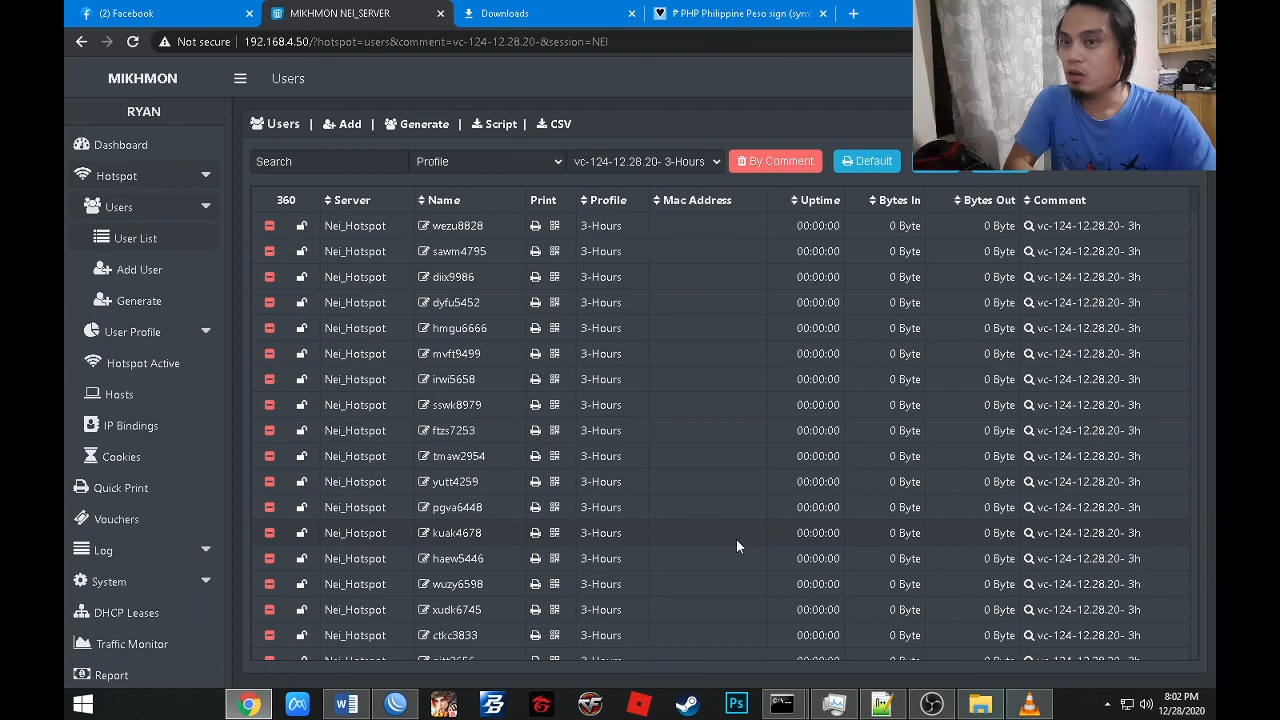 (2) Facebook
MIKHMON NEI_SERVER
Downloads
₱ PHP Philippine Peso sign (sym
Not secure
192.168.4.50/?hotspot=users&comment=vc-124-12.28.20-&session=NEI
MIKHMON
Users
RYAN
Dashboard
Hotspot
Users
User List
Add User
Generate
User Profile
Hotspot Active
Hosts
IP Bindings
Cookies
Quick Print
Vouchers
Log
System
DHCP Leases
Traffic Monitor
Report
Users | Add | Generate | Script | CSV
Search Profile vc-124-12.28.20- 3-Hours By Comment Default
360 Server Name Print Profile Mac Address Uptime Bytes In Bytes Out Comment
Nei_Hotspot wezu8828 3-Hours 00:00:00 0 Byte 0 Byte vc-124-12.28.20- 3h
Nei_Hotspot sawm4795 3-Hours 00:00:00 0 Byte 0 Byte vc-124-12.28.20- 3h
Nei_Hotspot diix9986 3-Hours 00:00:00 0 Byte 0 Byte vc-124-12.28.20- 3h
Nei_Hotspot dyfu5452 3-Hours 00:00:00 0 Byte 0 Byte vc-124-12.28.20- 3h
Nei_Hotspot hmgu6666 3-Hours 00:00:00 0 Byte 0 Byte vc-124-12.28.20- 3h
Nei_Hotspot mvft9499 3-Hours 00:00:00 0 Byte 0 Byte vc-124-12.28.20- 3h
Nei_Hotspot irwi5658 3-Hours 00:00:00 0 Byte 0 Byte vc-124-12.28.20- 3h
Nei_Hotspot sswk8979 3-Hours 00:00:00 0 Byte 0 Byte vc-124-12.28.20- 3h
Nei_Hotspot ftzs7253 3-Hours 00:00:00 0 Byte 0 Byte vc-124-12.28.20- 3h
Nei_Hotspot tmaw2954 3-Hours 00:00:00 0 Byte 0 Byte vc-124-12.28.20- 3h
Nei_Hotspot yutt4259 3-Hours 00:00:00 0 Byte 0 Byte vc-124-12.28.20- 3h
Nei_Hotspot pgva6448 3-Hours 00:00:00 0 Byte 0 Byte vc-124-12.28.20- 3h
Nei_Hotspot kuak4678 3-Hours 00:00:00 0 Byte 0 Byte vc-124-12.28.20- 3h
Nei_Hotspot haew5446 3-Hours 00:00:00 0 Byte 0 Byte vc-124-12.28.20- 3h
Nei_Hotspot wuzy6598 3-Hours 00:00:00 0 Byte 0 Byte vc-124-12.28.20- 3h
Nei_Hotspot xudk6745 3-Hours 00:00:00 0 Byte 0 Byte vc-124-12.28.20- 3h
Nei_Hotspot ctkc3833 3-Hours 00:00:00 0 Byte 0 Byte vc-124-12.28.20- 3h
8:02 PM
12/28/2020